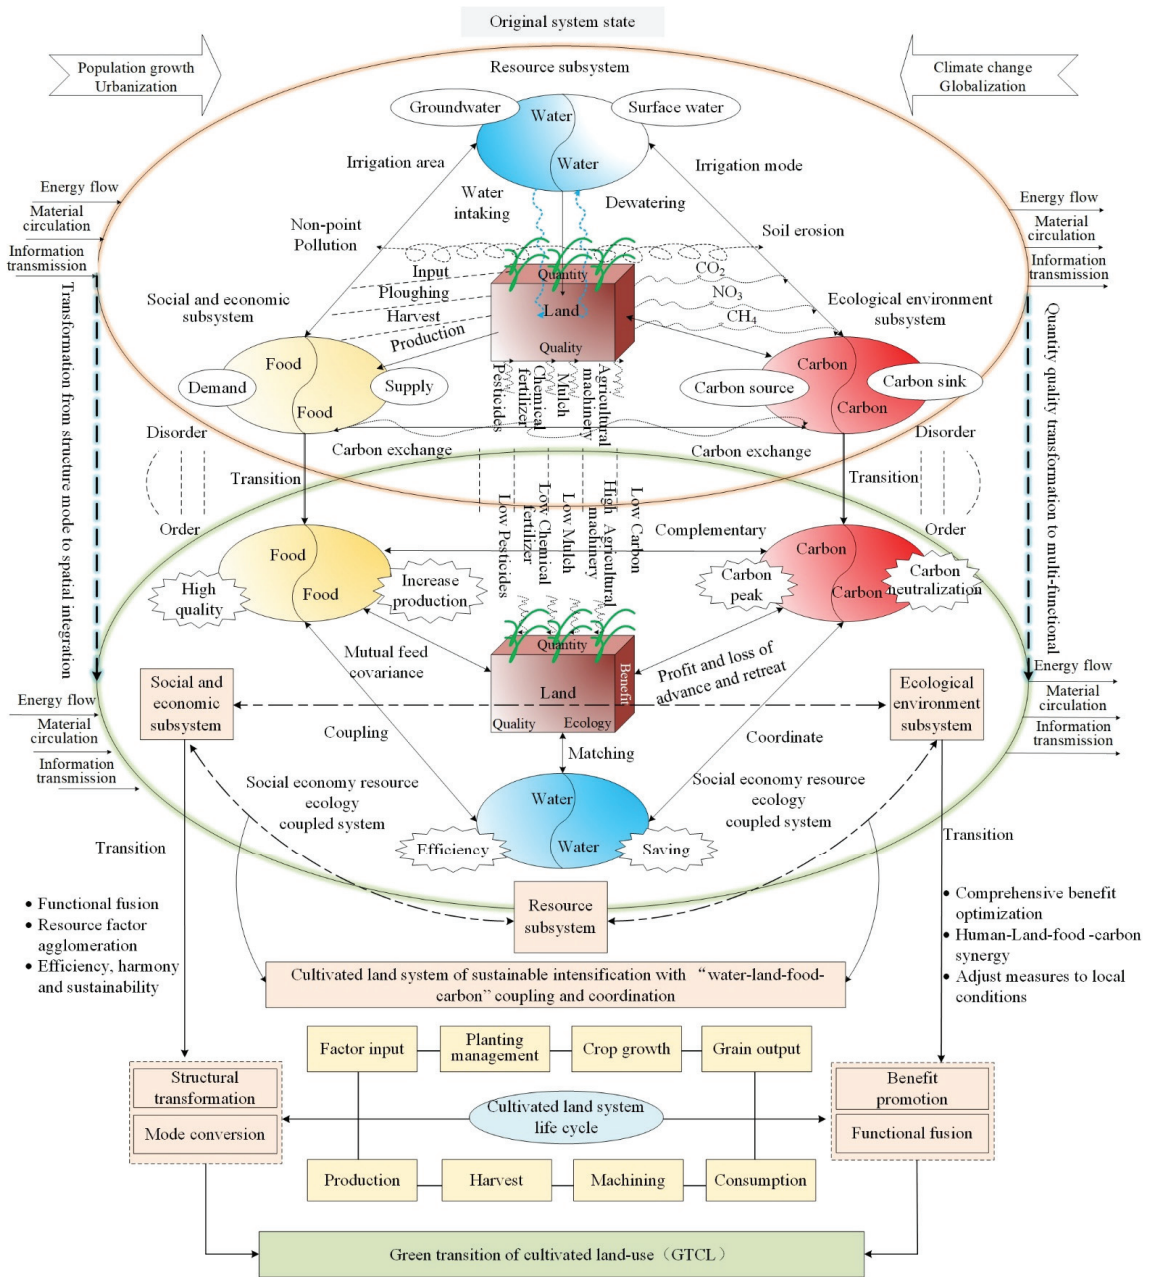 Original system state
Population growth
Urbanization
Climate change
Globalization
Resource subsystem
Groundwater
Surface water
Water
Water
Irrigation area
Irrigation mode
Water
intaking
Dewatering
Energy flow
Material
circulation
Information
transmission
Energy flow
Material
circulation
Information
transmission
Non-point
Pollution
Soil erosion
Input
Ploughing
Harvest
Production
Quantity
Land
Quality
CO2
NO3
CH4
Social and economic
subsystem
Ecological environment
subsystem
Food
Food
Demand
Supply
Carbon
Carbon
Carbon source
Carbon sink
Pesticides
Chemical
fertilizer
Mulch
Agricultural
machinery
Carbon exchange
Carbon exchange
Disorder
Order
Disorder
Order
Transition
Transition
Transformation from structure mode to spatial integration
Quantity quality transformation to multi-functional
Low Pesticides
Low Chemical
fertilizer
Low Mulch
High Agricultural
machinery
Low Carbon
Complementary
Food
Food
High
quality
Increase
production
Carbon
Carbon
Carbon
peak
Carbon
neutralization
Mutual feed
covariance
Quantity
Land
Benefit
Quality
Ecology
Profit and loss of
advance and retreat
Social and
economic
subsystem
Ecological
environment
subsystem
Energy flow
Material
circulation
Information
transmission
Energy flow
Material
circulation
Information
transmission
Coupling
Matching
Coordinate
Social economy resource
ecology
coupled system
Social economy resource
ecology
coupled system
Water
Water
Efficiency
Saving
Transition
Transition
Resource
subsystem
• Functional fusion
• Resource factor
agglomeration
• Efficiency, harmony
and sustainability
• Comprehensive benefit
optimization
• Human-Land-food -carbon
synergy
• Adjust measures to local
conditions
Cultivated land system of sustainable intensification with “water-land-food-
carbon” coupling and coordination
Factor input
Planting
management
Crop growth
Grain output
Structural
transformation
Mode conversion
Cultivated land system
life cycle
Benefit
promotion
Functional fusion
Production
Harvest
Machining
Consumption
Green transition of cultivated land-use（GTCL）